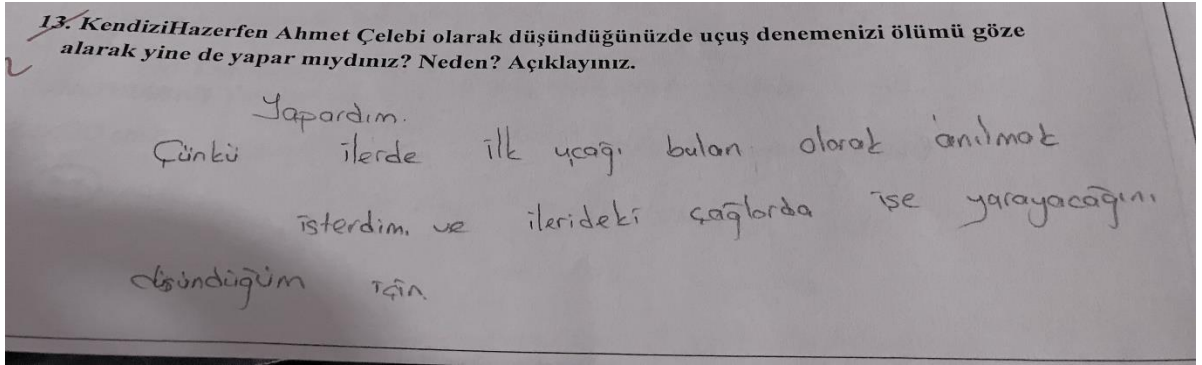 13. KendiziHazerfen Ahmet Çelebi olarak düşündüğünüzde uçuş denemenizi ölümü göze
alarak yine de yapar mıydınız? Neden? Açıklayınız.
Yapardım.
Çünkü ilerde ilk uçağı bulan olarak anılmak
isterdim. ve ilerideki çağlarda işe yarayacağını
düşündüğüm için.